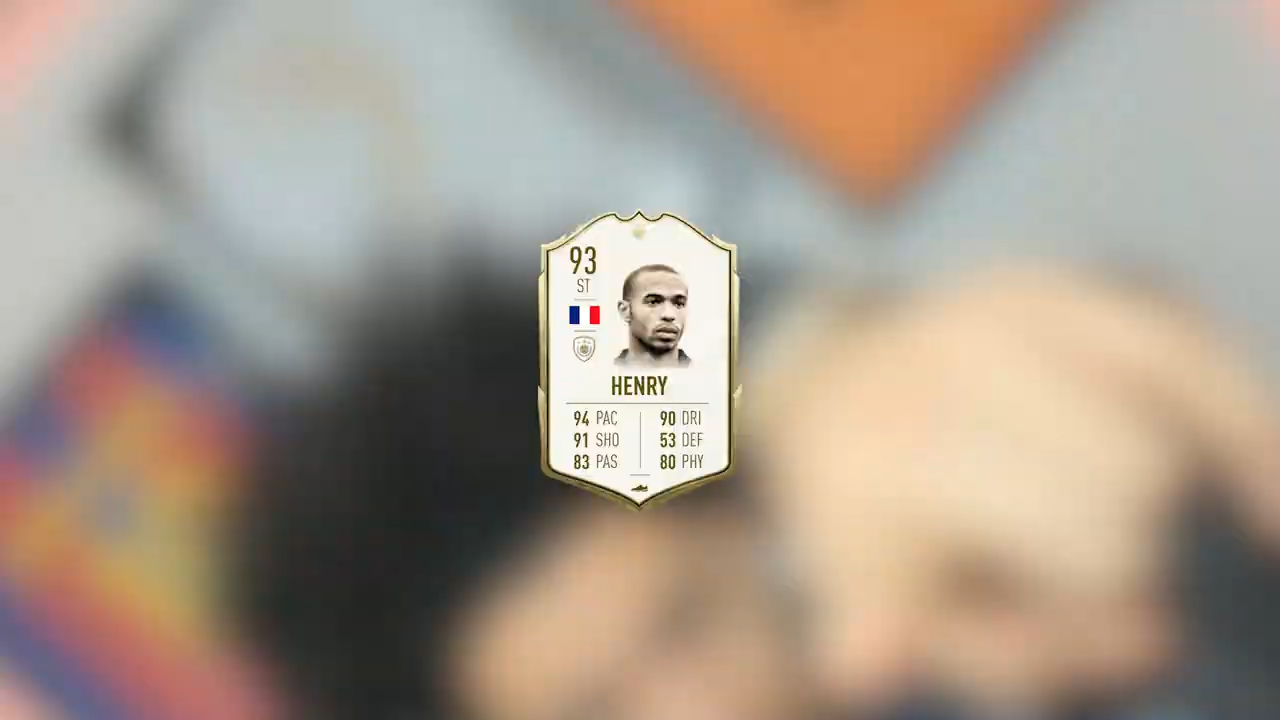 93
ST
HENRY
94 PAC 90 DRI
91 SHO 53 DEF
83 PAS 80 PHY